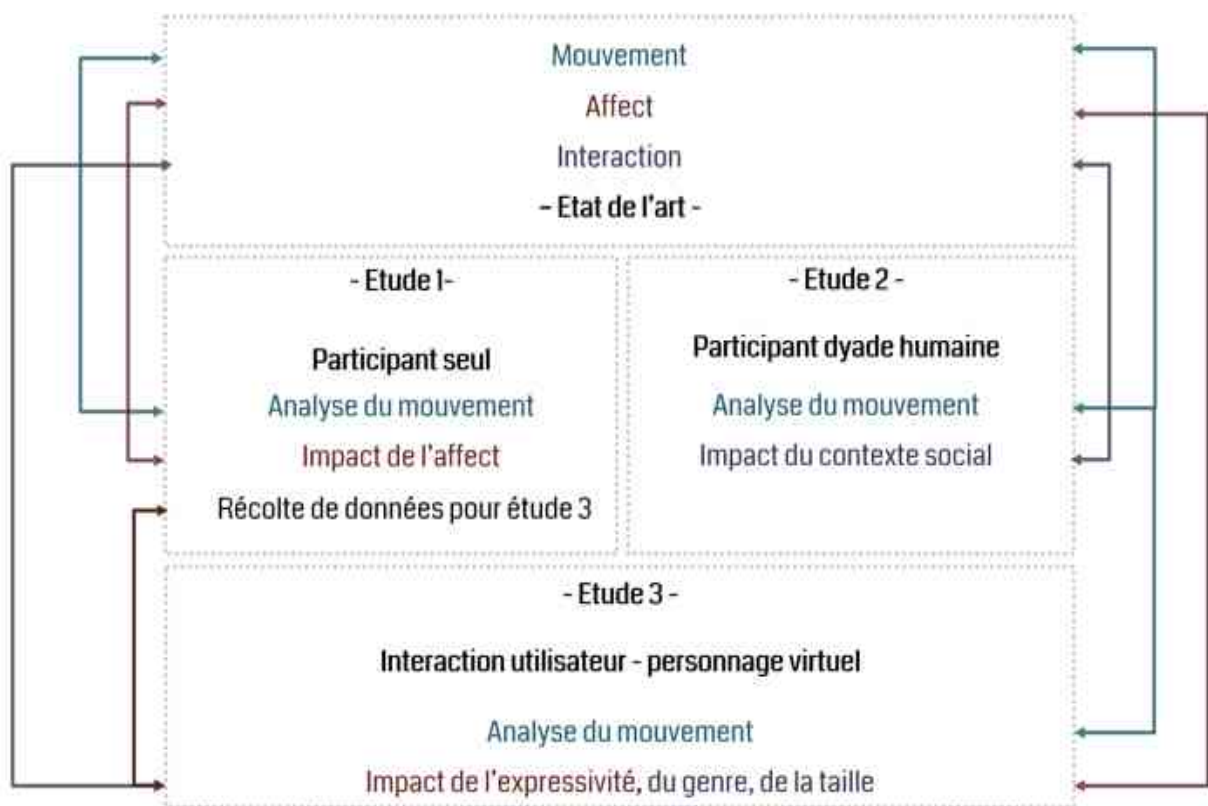 Mouvement
Affect
Interaction
- Etat de l'art -
- Etude 1-
Participant seul
Analyse du mouvement
Impact de l'affect
Récolte de données pour étude 3
- Etude 2 -
Participant dyade humaine
Analyse du mouvement
Impact du contexte social
- Etude 3 -
Interaction utilisateur - personnage virtuel
Analyse du mouvement
Impact de l'expressivité, du genre, de la taille